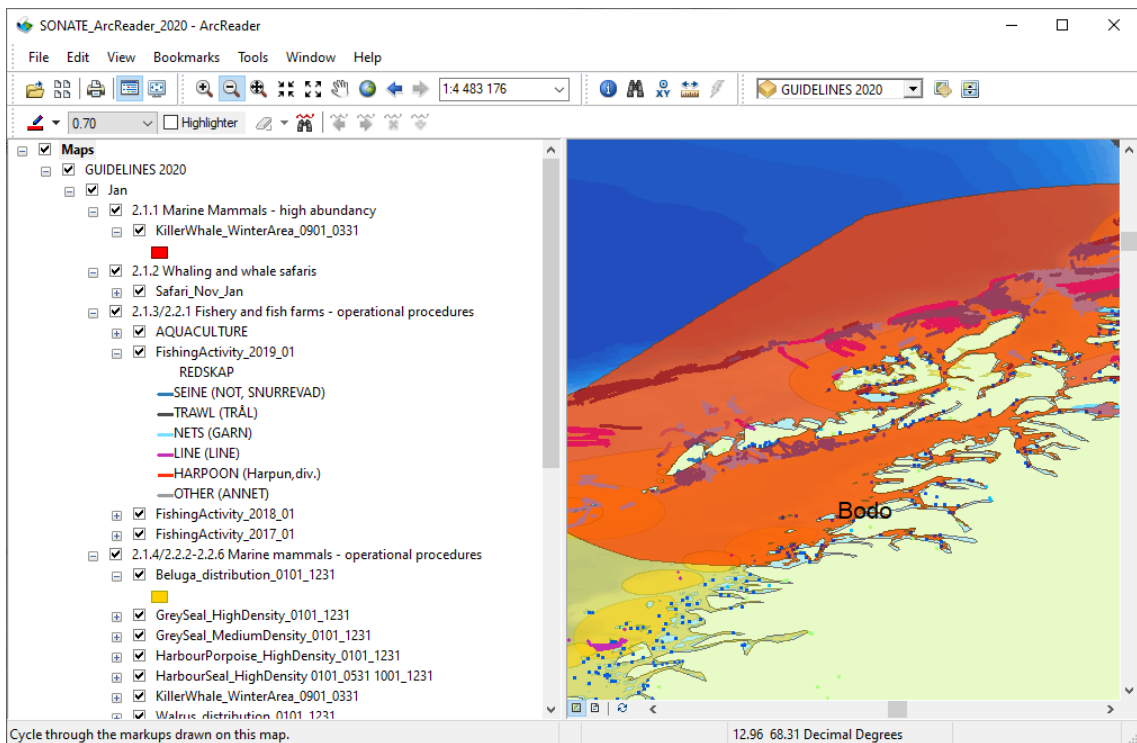 SONATE_ArcReader_2020 - ArcReader
File Edit View Bookmarks Tools Window Help
1:4 483 176
XY
GUIDELINES 2020
0.70
Highlighter
Maps
GUIDELINES 2020
Jan
2.1.1 Marine Mammals - high abundancy
KillerWhale_WinterArea_0901_0331
2.1.2 Whaling and whale safaris
Safari_Nov_Jan
2.1.3/2.2.1 Fishery and fish farms - operational procedures
AQUACULTURE
FishingActivity_2019_01
REDSKAP
SEINE (NOT, SNURREVAD)
TRAWL (TRÅL)
NETS (GARN)
LINE (LINE)
HARPOON (Harpun,div.)
OTHER (ANNET)
FishingActivity_2018_01
FishingActivity_2017_01
2.1.4/2.2.2-2.2.6 Marine mammals - operational procedures
Beluga_distribution_0101_1231
GreySeal_HighDensity_0101_1231
GreySeal_MediumDensity_0101_1231
HarbourPorpoise_HighDensity_0101_1231
HarbourSeal_HighDensity 0101_0531 1001_1231
KillerWhale_WinterArea_0901_0331
Walrus_distribution_0101_1231
Bodo
Cycle through the markups drawn on this map.
12.96 68.31 Decimal Degrees